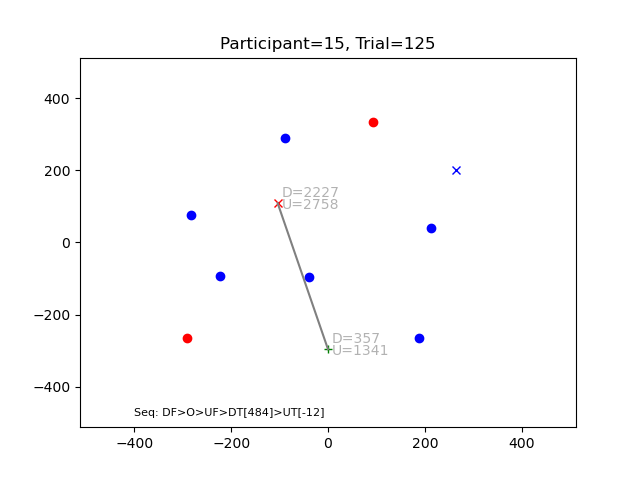 Participant=15, Trial=125
400
200
0
−200
−400
D=2227
U=2758
D=357
U=1341
Seq: DF>O>UF>DT[484]>UT[-12]
−400
−200
0
200
400